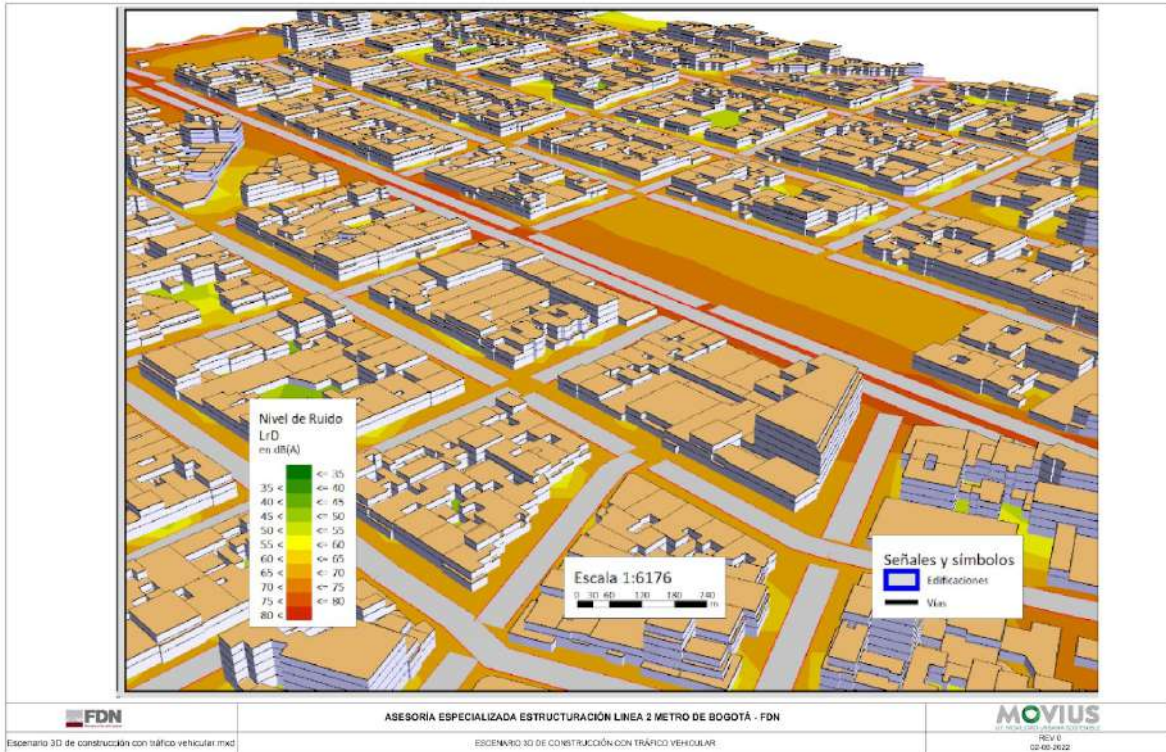 Nivel de Ruido
LrD
en dB(A)
<= 35
35 < <= 40
40 < <= 45
45 < <= 50
50 < <= 55
55 < <= 60
60 < <= 65
65 < <= 70
70 < <= 75
75 < <= 80
80 <
Escala 1:6176
0 30 60 120 180 240
m
Señales y símbolos
Edificaciones
Vías
FDN
ASESORÍA ESPECIALIZADA ESTRUCTURACIÓN LINEA 2 METRO DE BOGOTÁ - FDN
MOVIUS
Escenario 3D de construcción con tráfico vehicular.mxd
ESCENARIO 3D DE CONSTRUCCIÓN CON TRÁFICO VEHICULAR
REV 0